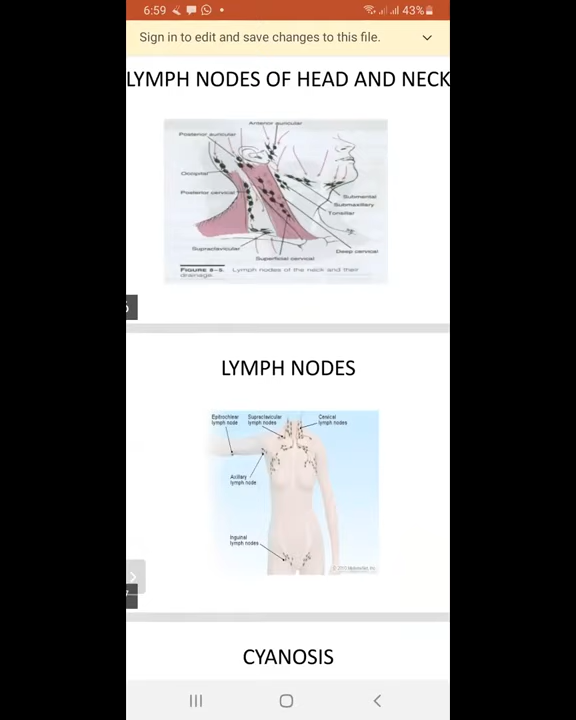 6:59
43%
Sign in to edit and save changes to this file.
LYMPH NODES OF HEAD AND NECK
Anterior auricular
Posterior auricular
Occipital
Posterior cervical
Submental
Submaxillary
Tonsillar
Supraclavicular
Deep cervical
Superficial cervical
Lymph nodes of the neck and their
drainage.
LYMPH NODES
Epitrochlear
lymph node
Supraclavicular
lymph nodes
Cervical
lymph nodes
Axillary
lymph node
Inguinal
lymph nodes
CYANOSIS